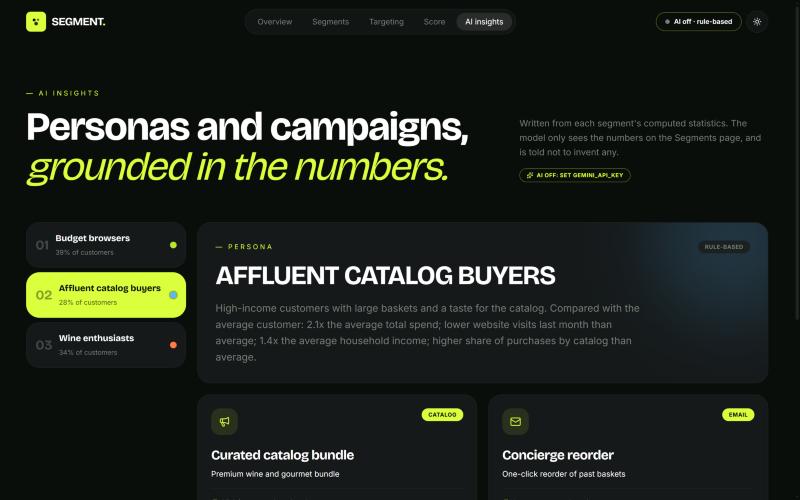 SEGMENT.
Overview
Segments
Targeting
Score
AI insights
AI off · rule-based
— AI INSIGHTS
Personas and campaigns,
grounded in the numbers.
Written from each segment's computed statistics. The
model only sees the numbers on the Segments page, and
is told not to invent any.
AI OFF: SET GEMINI_API_KEY
01
Budget browsers
39% of customers
02
Affluent catalog buyers
28% of customers
03
Wine enthusiasts
34% of customers
— PERSONA
RULE-BASED
AFFLUENT CATALOG BUYERS
High-income customers with large baskets and a taste for the catalog. Compared with the
average customer: 2.1x the average total spend; lower website visits last month than
average; 1.4x the average household income; higher share of purchases by catalog than
average.
CATALOG
Curated catalog bundle
Premium wine and gourmet bundle
EMAIL
Concierge reorder
One-click reorder of past baskets